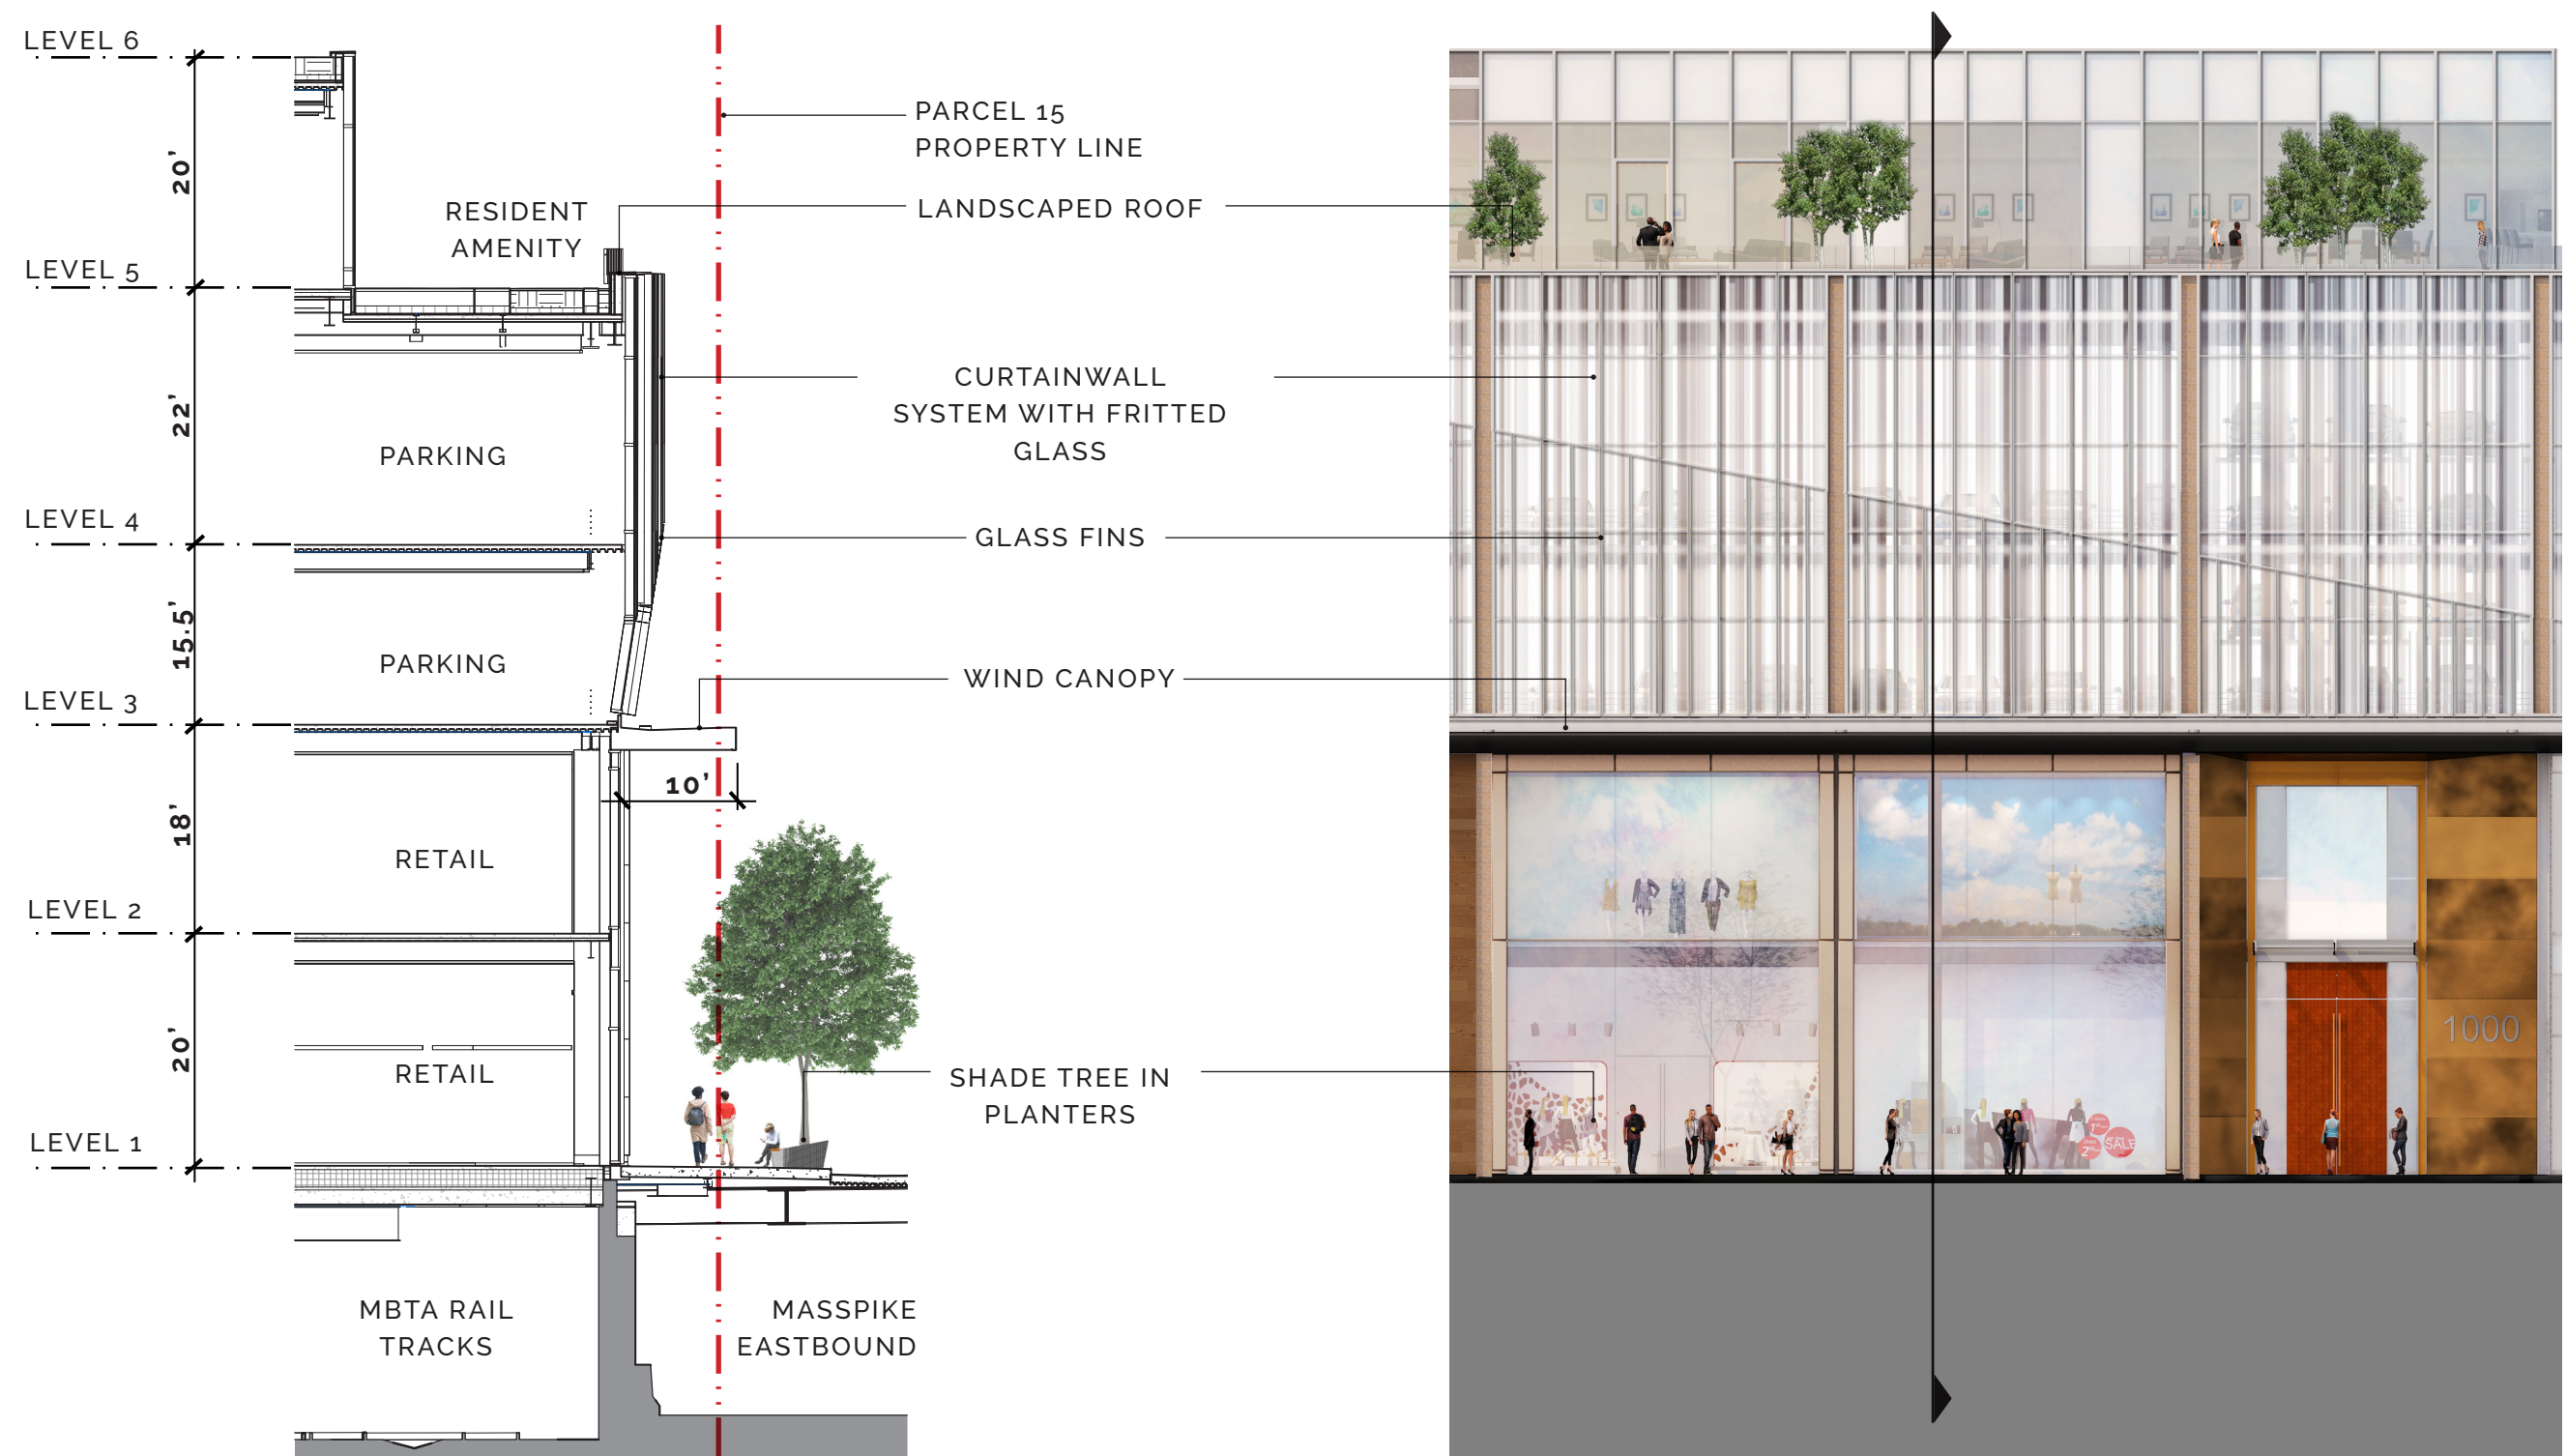 LEVEL 6
20'
LEVEL 5
22'
LEVEL 4
15.5'
LEVEL 3
18'
LEVEL 2
20'
LEVEL 1
RESIDENT
AMENITY
PARKING
PARKING
RETAIL
RETAIL
10'
MBTA RAIL
TRACKS
MASSPIKE
EASTBOUND
PARCEL 15
PROPERTY LINE
LANDSCAPED ROOF
CURTAINWALL
SYSTEM WITH FRITTED
GLASS
GLASS FINS
WIND CANOPY
SHADE TREE IN
PLANTERS
1000
SALE